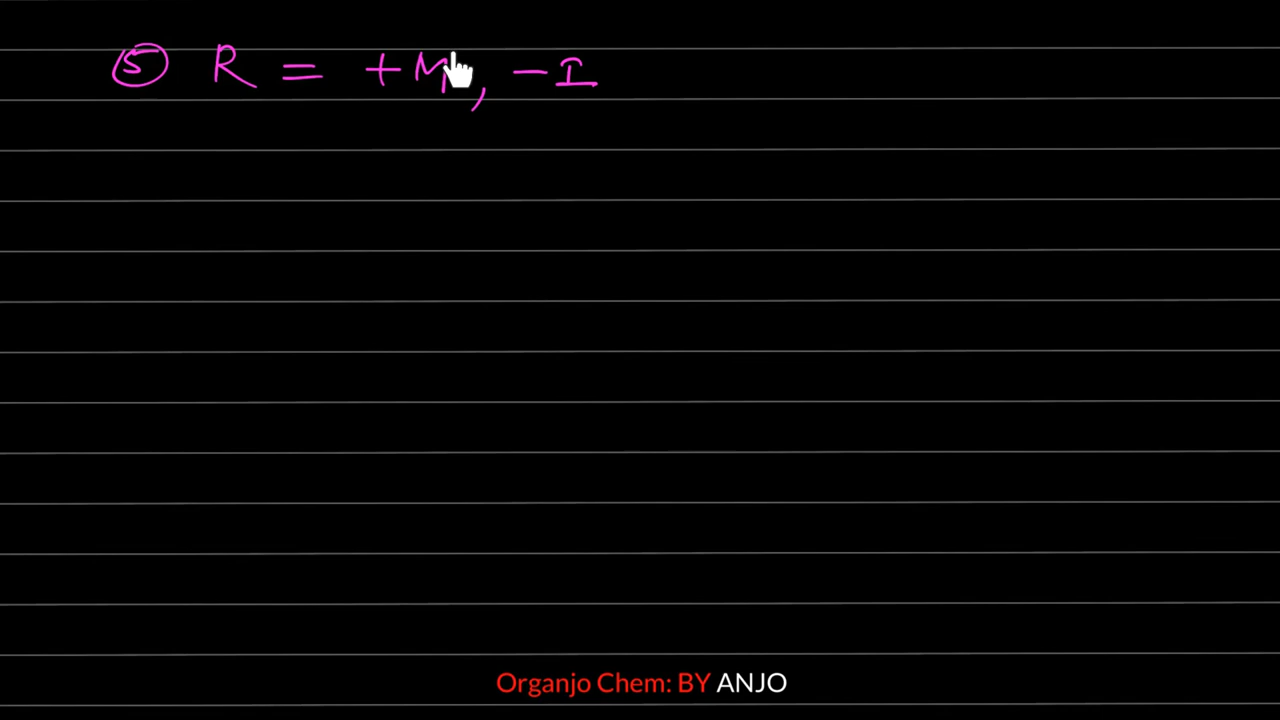 ⑤ R = +M, -I
Organjo Chem: BY ANJO